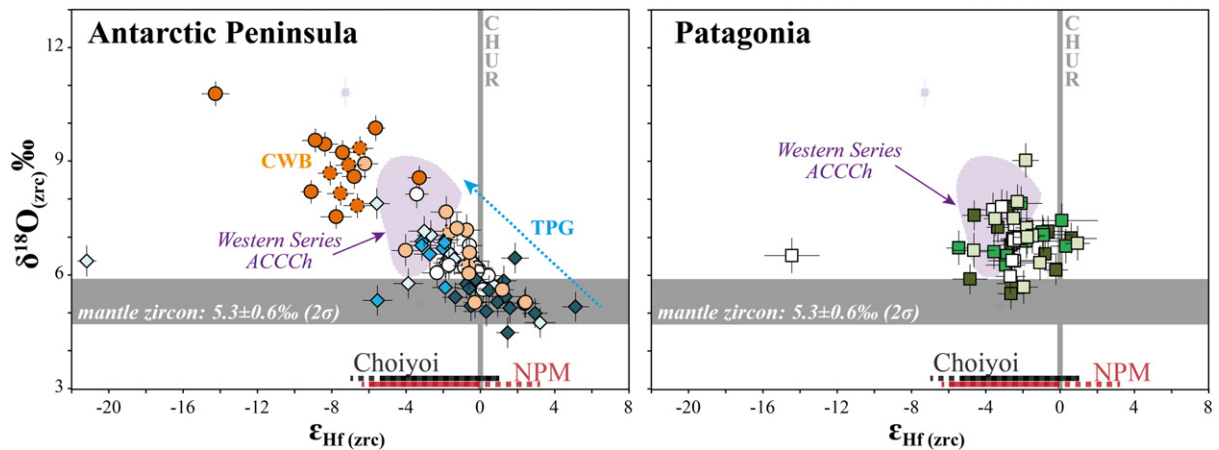 Antarctic Peninsula
CHUR
CWB
TPG
Western Series
ACCCh
mantle zircon: 5.3±0.6‰ (2σ)
Choiyoi
NPM
δ18O(zrc)‰
12
9
6
3
-20 -16 -12 -8 -4 0 4 8
εHf (zrc)
Patagonia
CHUR
Western Series
ACCCh
mantle zircon: 5.3±0.6‰ (2σ)
Choiyoi
NPM
-20 -16 -12 -8 -4 0 4 8
εHf (zrc)